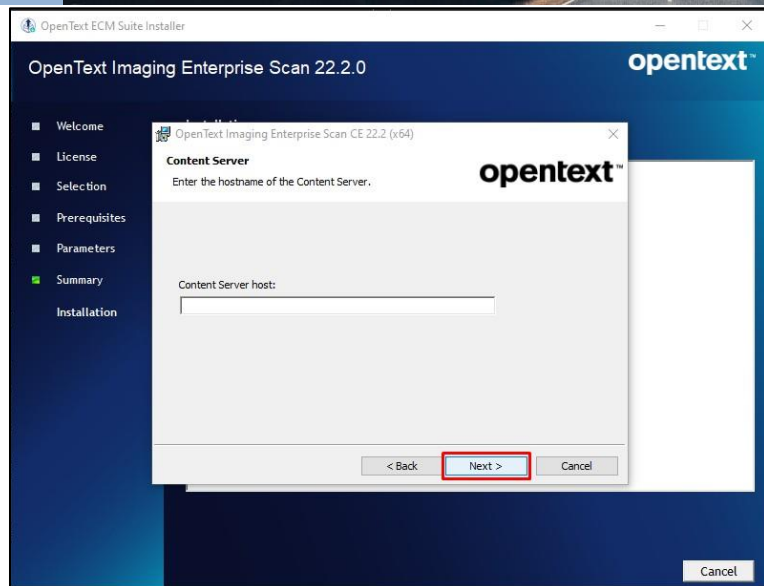 OpenText ECM Suite Installer
OpenText Imaging Enterprise Scan 22.2.0
opentext™
Welcome
License
Selection
Prerequisites
Parameters
Summary
Installation
OpenText Imaging Enterprise Scan CE 22.2 (x64)
Content Server
Enter the hostname of the Content Server.
opentext™
Content Server host:
< Back
Next >
Cancel
Cancel